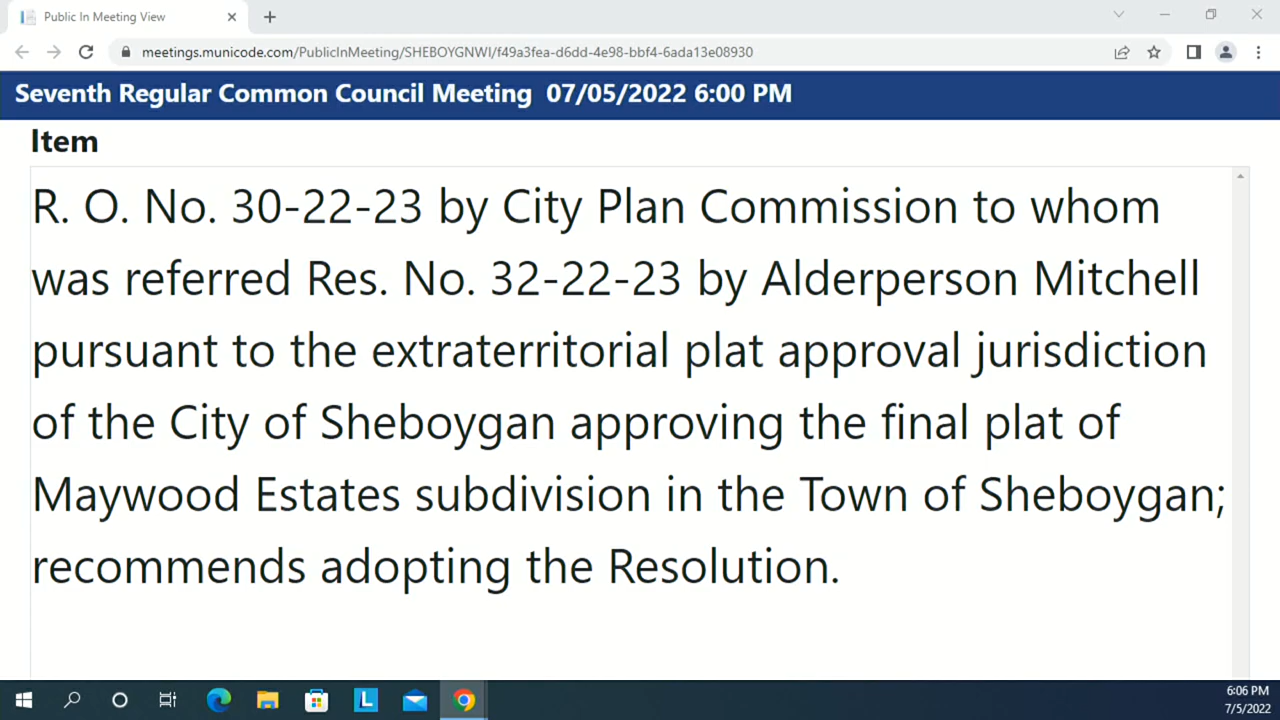 Public In Meeting View
meetings.municode.com/PublicInMeeting/SHEBOYGNWI/f49a3fea-d6dd-4e98-bbf4-6ada13e08930
Seventh Regular Common Council Meeting 07/05/2022 6:00 PM
Item
R. O. No. 30-22-23 by City Plan Commission to whom
was referred Res. No. 32-22-23 by Alderperson Mitchell
pursuant to the extraterritorial plat approval jurisdiction
of the City of Sheboygan approving the final plat of
Maywood Estates subdivision in the Town of Sheboygan;
recommends adopting the Resolution.
L
6:06 PM
7/5/2022